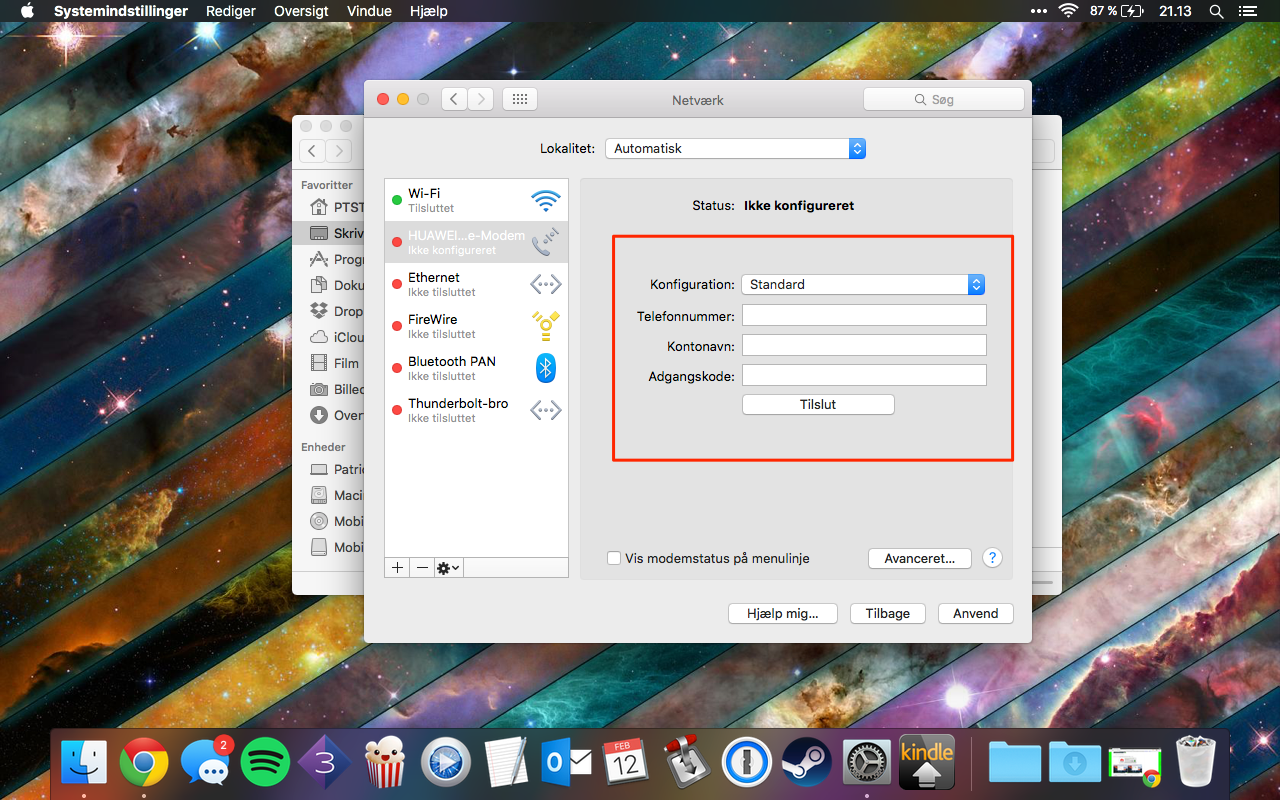 Systemindstillinger Rediger Oversigt Vindue Hjælp 87 % 21.13
Netværk
Søg
Lokalitet: Automatisk
Favoritter
PTST
Skriv
Progr
Doku
Drop
iClou
Film
Billed
Over
Enheder
Patric
Maci
Mobi
Mobi
Wi-Fi
Tilsluttet
HUAWEI...e-Modem
Ikke konfigureret
Ethernet
Ikke tilsluttet
FireWire
Ikke tilsluttet
Bluetooth PAN
Ikke tilsluttet
Thunderbolt-bro
Ikke tilsluttet
Status: Ikke konfigureret
Konfiguration: Standard
Telefonnummer:
Kontonavn:
Adgangskode:
Tilslut
Vis modemstatus på menulinje
Avanceret...
?
Hjælp mig... Tilbage Anvend
2
3
FEB
12
kindle